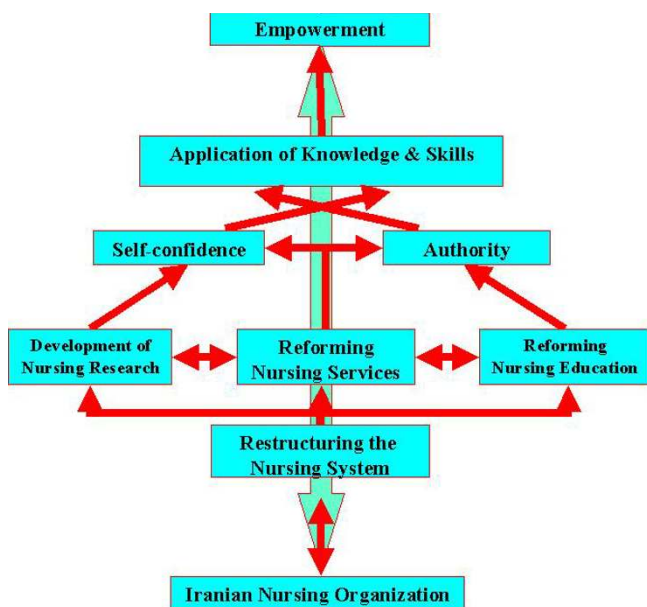 Empowerment
Application of Knowledge & Skills
Self-confidence
Authority
Development of
Nursing Research
Reforming
Nursing Services
Reforming
Nursing Education
Restructuring the
Nursing System
Iranian Nursing Organization